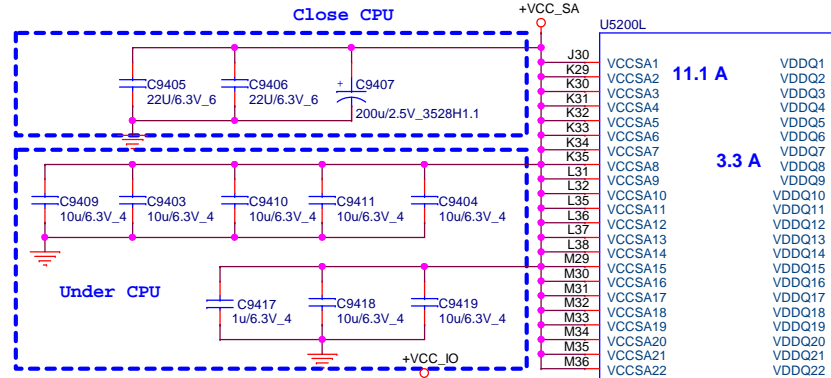 +VCC_SA
Close CPU
U5200L
C9405
22U/6.3V_6
C9406
22U/6.3V_6
+
C9407
200u/2.5V_3528H1.1
C9409
10u/6.3V_4
C9403
10u/6.3V_4
C9410
10u/6.3V_4
C9411
10u/6.3V_4
C9404
10u/6.3V_4
Under CPU
C9417
1u/6.3V_4
C9418
10u/6.3V_4
C9419
10u/6.3V_4
+VCC_IO
11.1 A
3.3 A
J30 VCCSA1 VDDQ1
K29 VCCSA2 VDDQ2
K30 VCCSA3 VDDQ3
K31 VCCSA4 VDDQ4
K32 VCCSA5 VDDQ5
K33 VCCSA6 VDDQ6
K34 VCCSA7 VDDQ7
K35 VCCSA8 VDDQ8
L31 VCCSA9 VDDQ9
L32 VCCSA10 VDDQ10
L35 VCCSA11 VDDQ11
L36 VCCSA12 VDDQ12
L37 VCCSA13 VDDQ13
L38 VCCSA14 VDDQ14
M29 VCCSA15 VDDQ15
M30 VCCSA16 VDDQ16
M31 VCCSA17 VDDQ17
M32 VCCSA18 VDDQ18
M33 VCCSA19 VDDQ19
M34 VCCSA20 VDDQ20
M35 VCCSA21 VDDQ21
M36 VCCSA22 VDDQ22